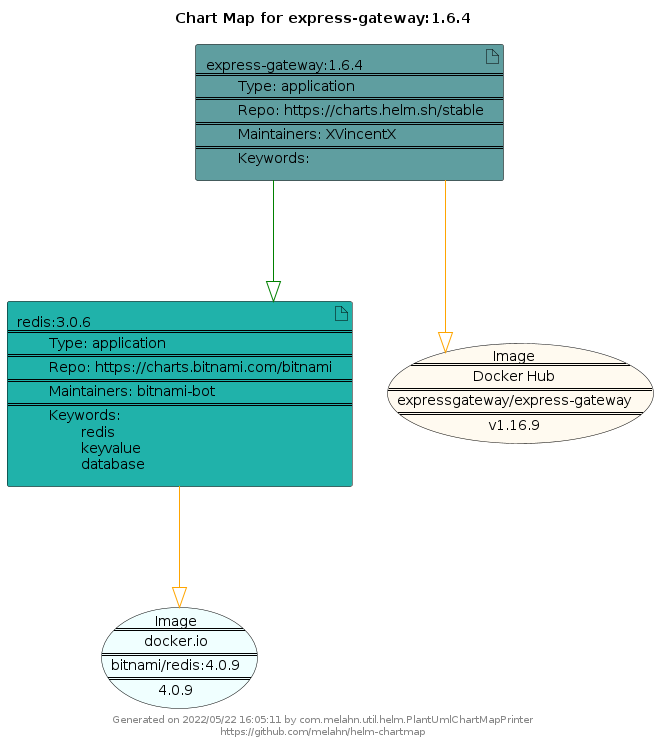 Chart Map for express-gateway:1.6.4
express-gateway:1.6.4
Type: application
Repo: https://charts.helm.sh/stable
Maintainers: XVincentX
Keywords:
redis:3.0.6
Type: application
Repo: https://charts.bitnami.com/bitnami
Maintainers: bitnami-bot
Keywords:
redis
keyvalue
database
Image
Docker Hub
expressgateway/express-gateway
v1.16.9
Image
docker.io
bitnami/redis:4.0.9
4.0.9
Generated on 2022/05/22 16:05:11 by com.melahn.util.helm.PlantUmlChartMapPrinter
https://github.com/melahn/helm-chartmap